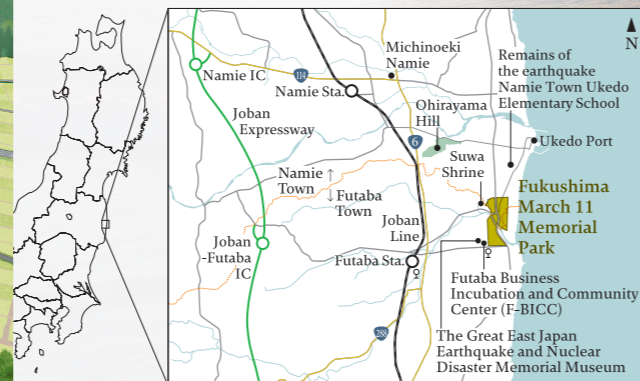 N
Michinoeki
Namie
Remains of
the earthquake
Namie Town Ukedo
Elementary School
Namie IC
114
Namie Sta.
Ohirayama
Hill
Joban
Expressway
6
Ukedo Port
Suwa
Shrine
Namie ↑
Town
↓ Futaba
Town
Fukushima
March 11
Memorial
Park
Joban
Line
Joban
-Futaba
IC
Futaba Sta.
Futaba Business
Incubation and Community
Center (F-BICC)
288
The Great East Japan
Earthquake and Nuclear
Disaster Memorial Museum